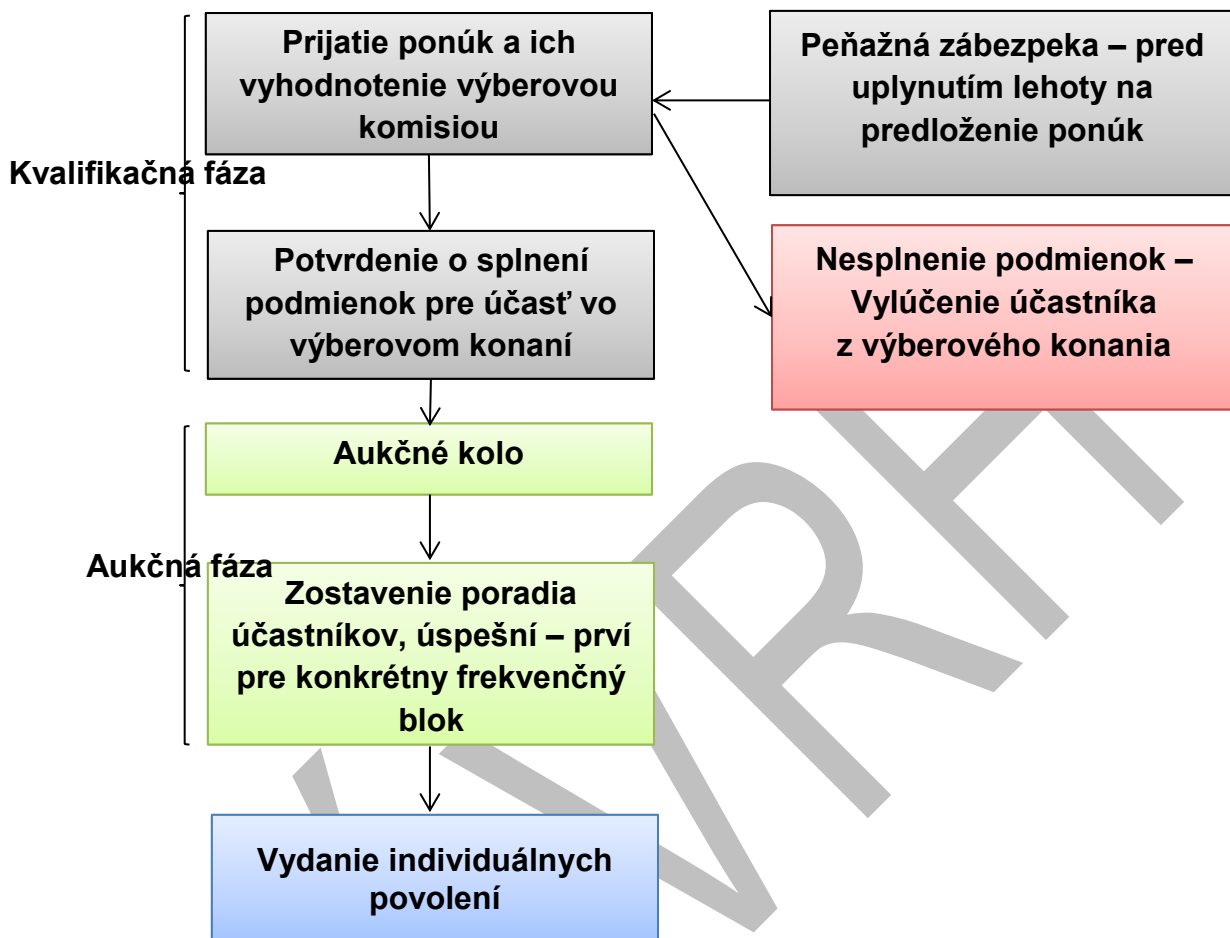 Prijatie ponúk a ich
vyhodnotenie výberovou
komisiou
Peňažná zábezpeka – pred
uplynutím lehoty na
predloženie ponúk
Kvalifikačná fáza
Potvrdenie o splnení
podmienok pre účasť vo
výberovom konaní
Nesplnenie podmienok –
Vylúčenie účastníka
z výberového konania
Aukčné kolo
Aukčná fáza
Zostavenie poradia
účastníkov, úspešní – prví
pre konkrétny frekvenčný
blok
Vydanie individuálnych
povolení